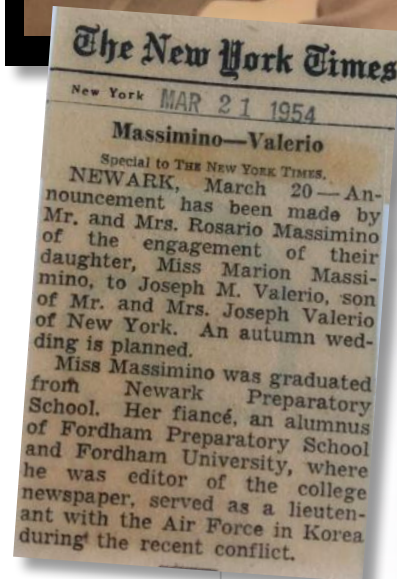 The New York Times
New York MAR 21 1954
Massimino—Valerio
Special to THE NEW YORK TIMES.
NEWARK, March 20—An-
nouncement has been made by
Mr. and Mrs. Rosario Massimino
of the engagement of their
daughter, Miss Marion Massi-
mino, to Joseph M. Valerio, son
of Mr. and Mrs. Joseph Valerio
of New York. An autumn wed-
ding is planned.
Miss Massimino was graduated
from Newark Preparatory
School. Her fiancé, an alumnus
of Fordham Preparatory School
and Fordham University, where
he was editor of the college
newspaper, served as a lieuten-
ant with the Air Force in Korea
during the recent conflict.